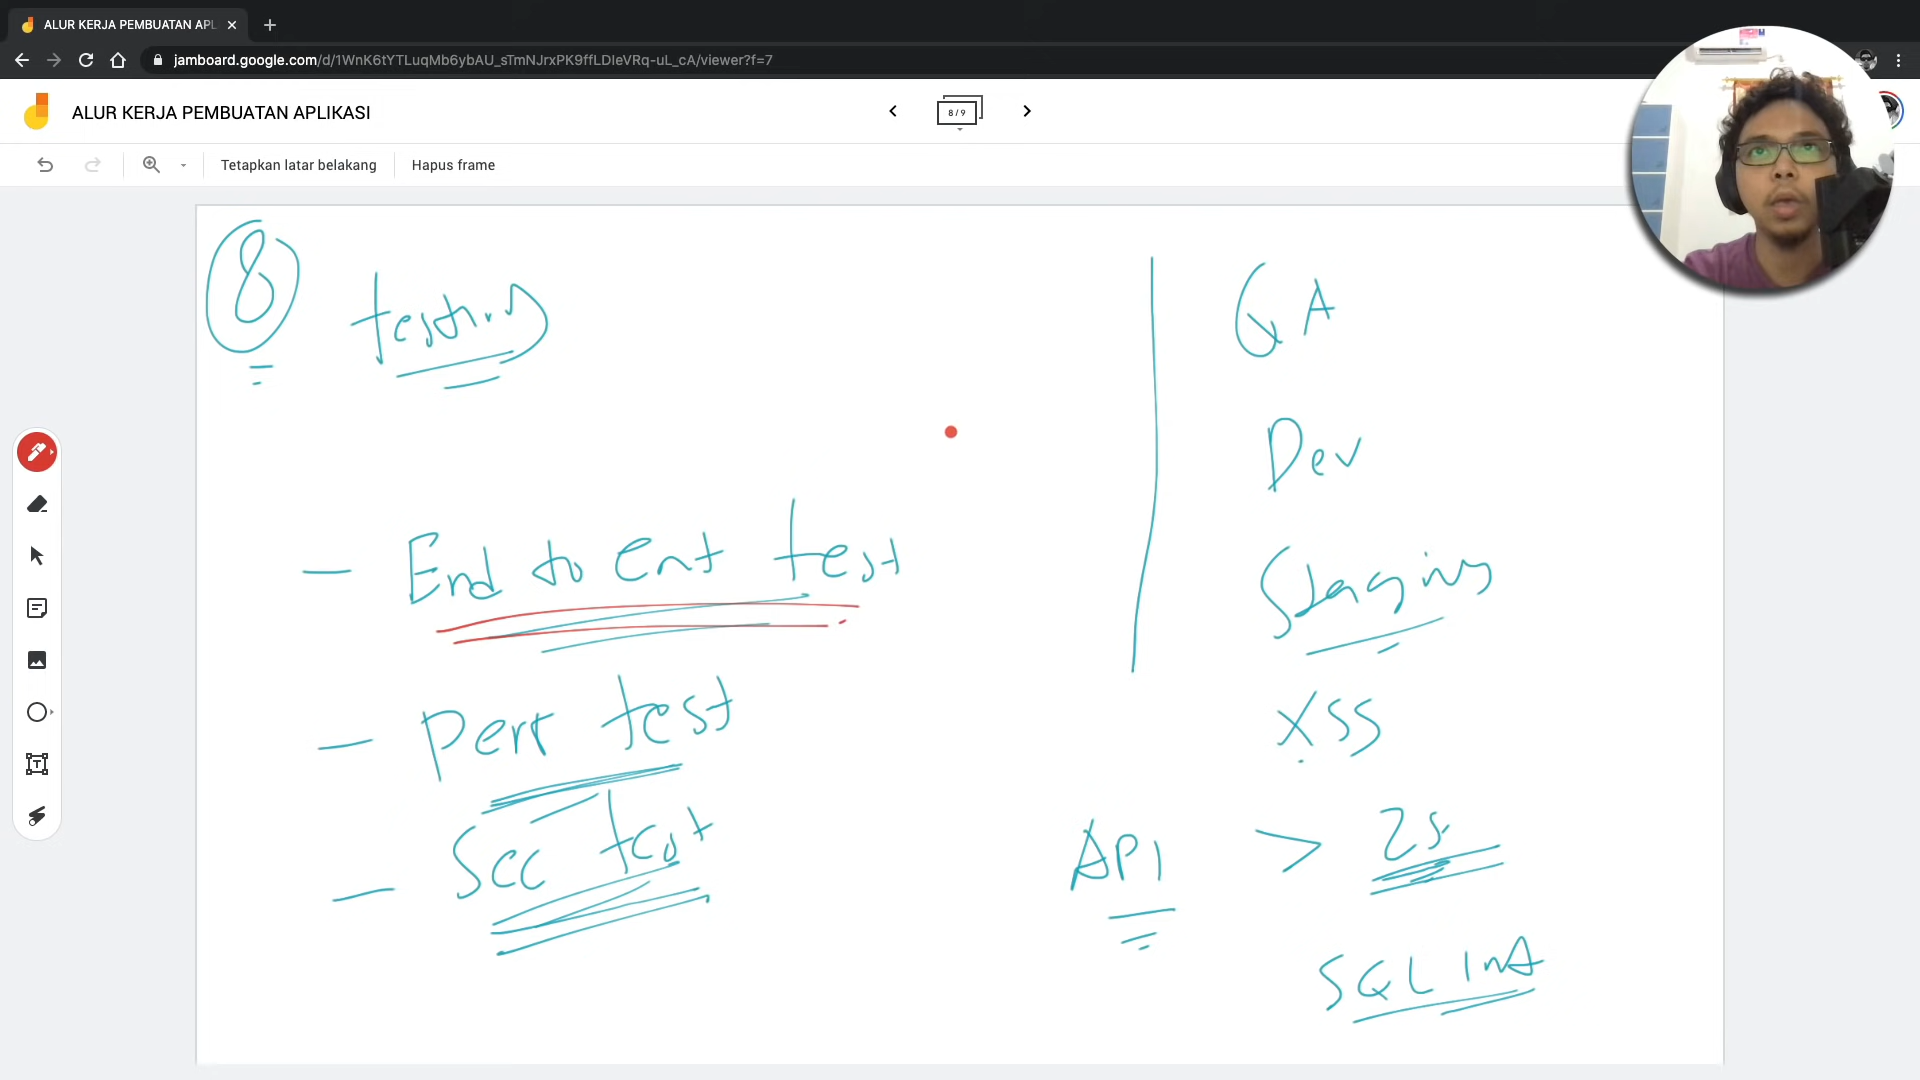 ALUR KERJA PEMBUATAN APL
jamboard.google.com/d/1WnK6tYTLuqMb6ybAU_sTmNJrxPK9ffLDIeVRq-uL_cA/viewer?f=7
ALUR KERJA PEMBUATAN APLIKASI
8/9
Tetapkan latar belakang
Hapus frame
8 testing
- End to ent test
- perf test
- Sec test
QA
Dev
Staging
XSS
API > 2s
SQL